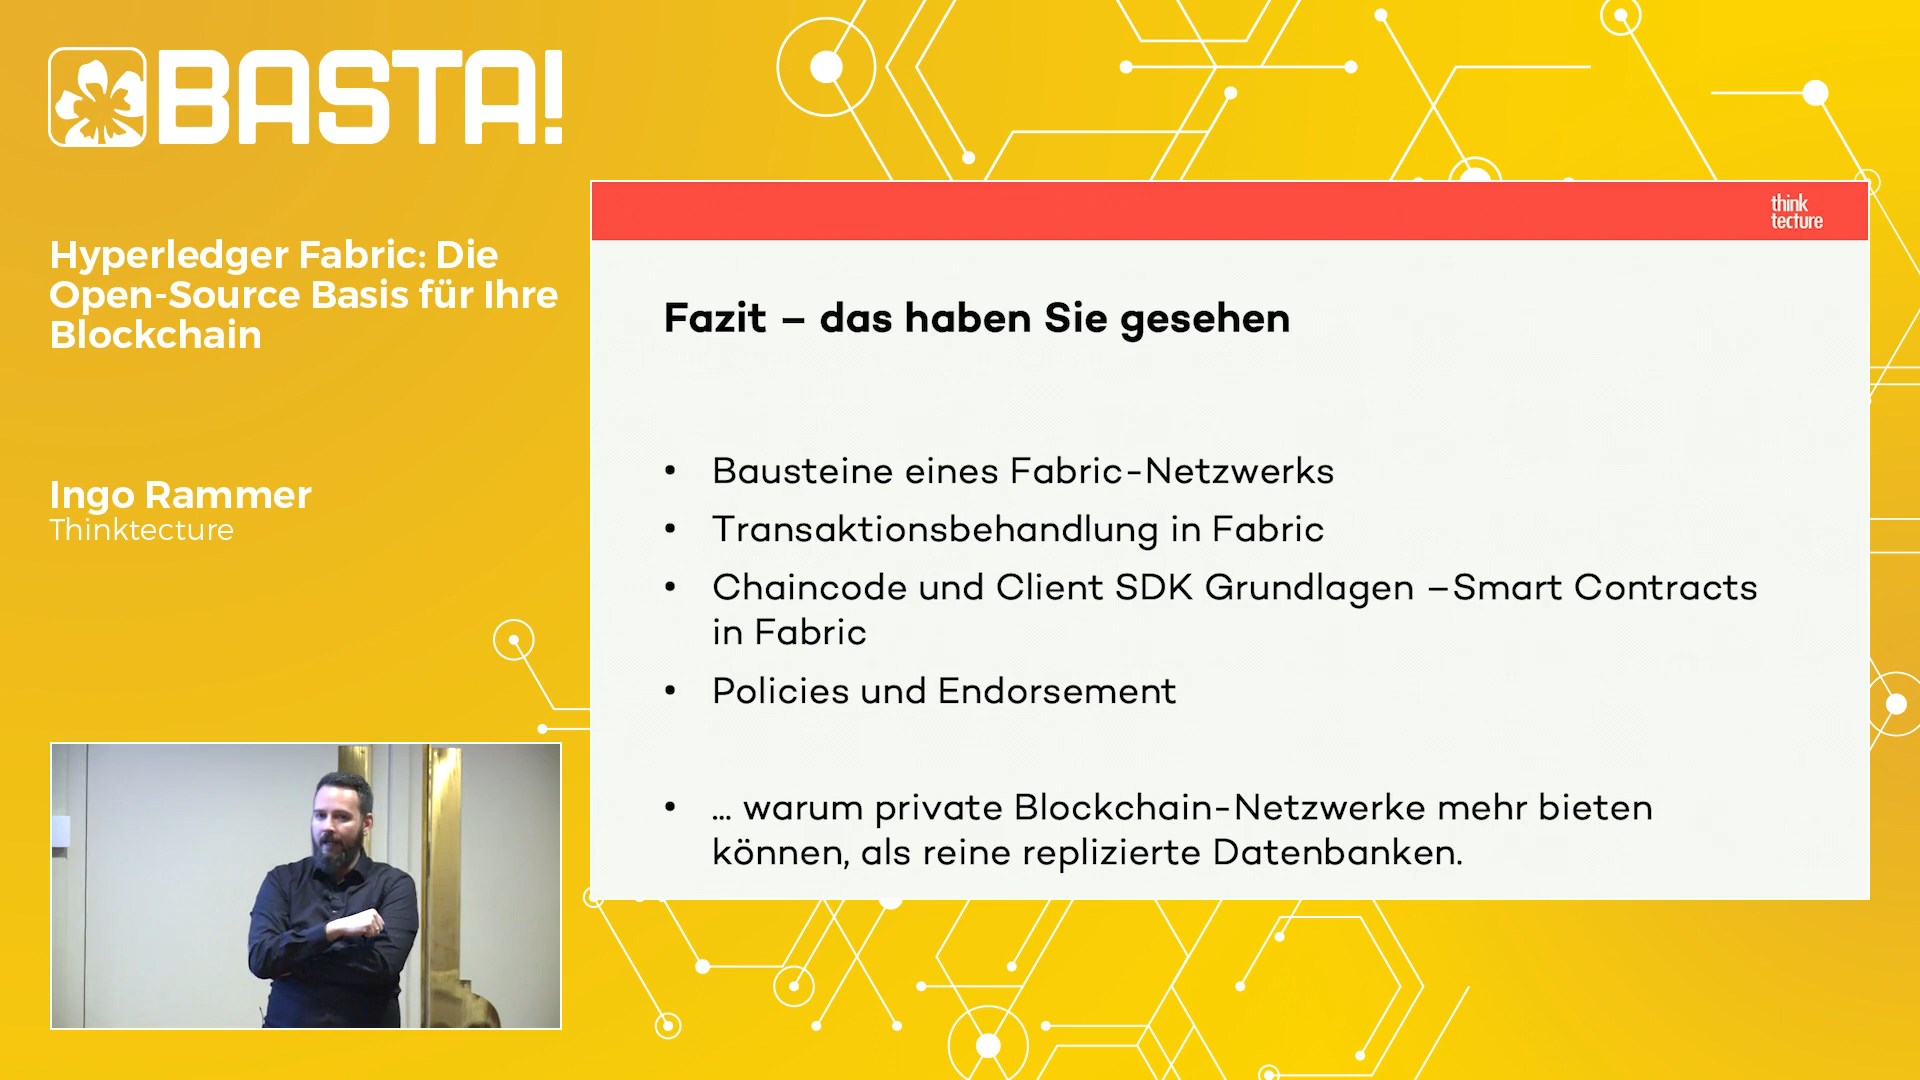 BASTA!
Hyperledger Fabric: Die
Open-Source Basis für Ihre
Blockchain
Ingo Rammer
Thinktecture
think
tecture
Fazit – das haben Sie gesehen
• Bausteine eines Fabric-Netzwerks
• Transaktionsbehandlung in Fabric
• Chaincode und Client SDK Grundlagen –Smart Contracts
in Fabric
• Policies und Endorsement
• ... warum private Blockchain-Netzwerke mehr bieten
können, als reine replizierte Datenbanken.